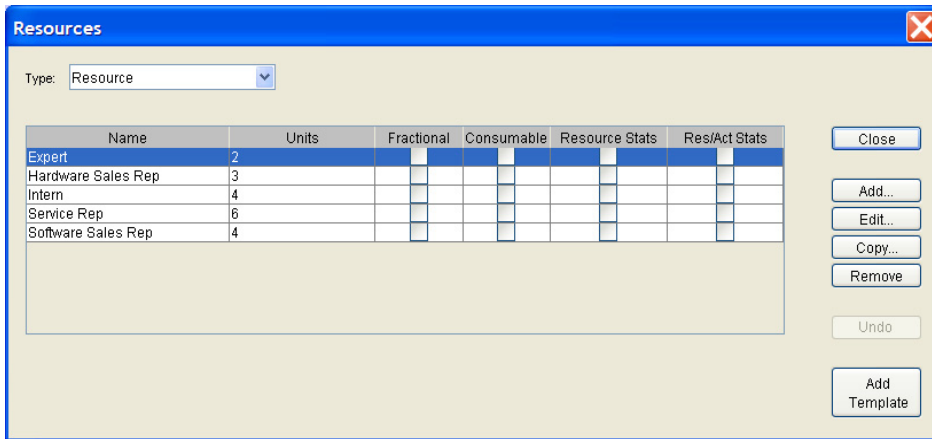 Resources
Type: Resource
Name Units Fractional Consumable Resource Stats Res/Act Stats
Expert 2
Hardware Sales Rep 3
Intern 4
Service Rep 6
Software Sales Rep 4
Close
Add...
Edit...
Copy...
Remove
Undo
Add
Template